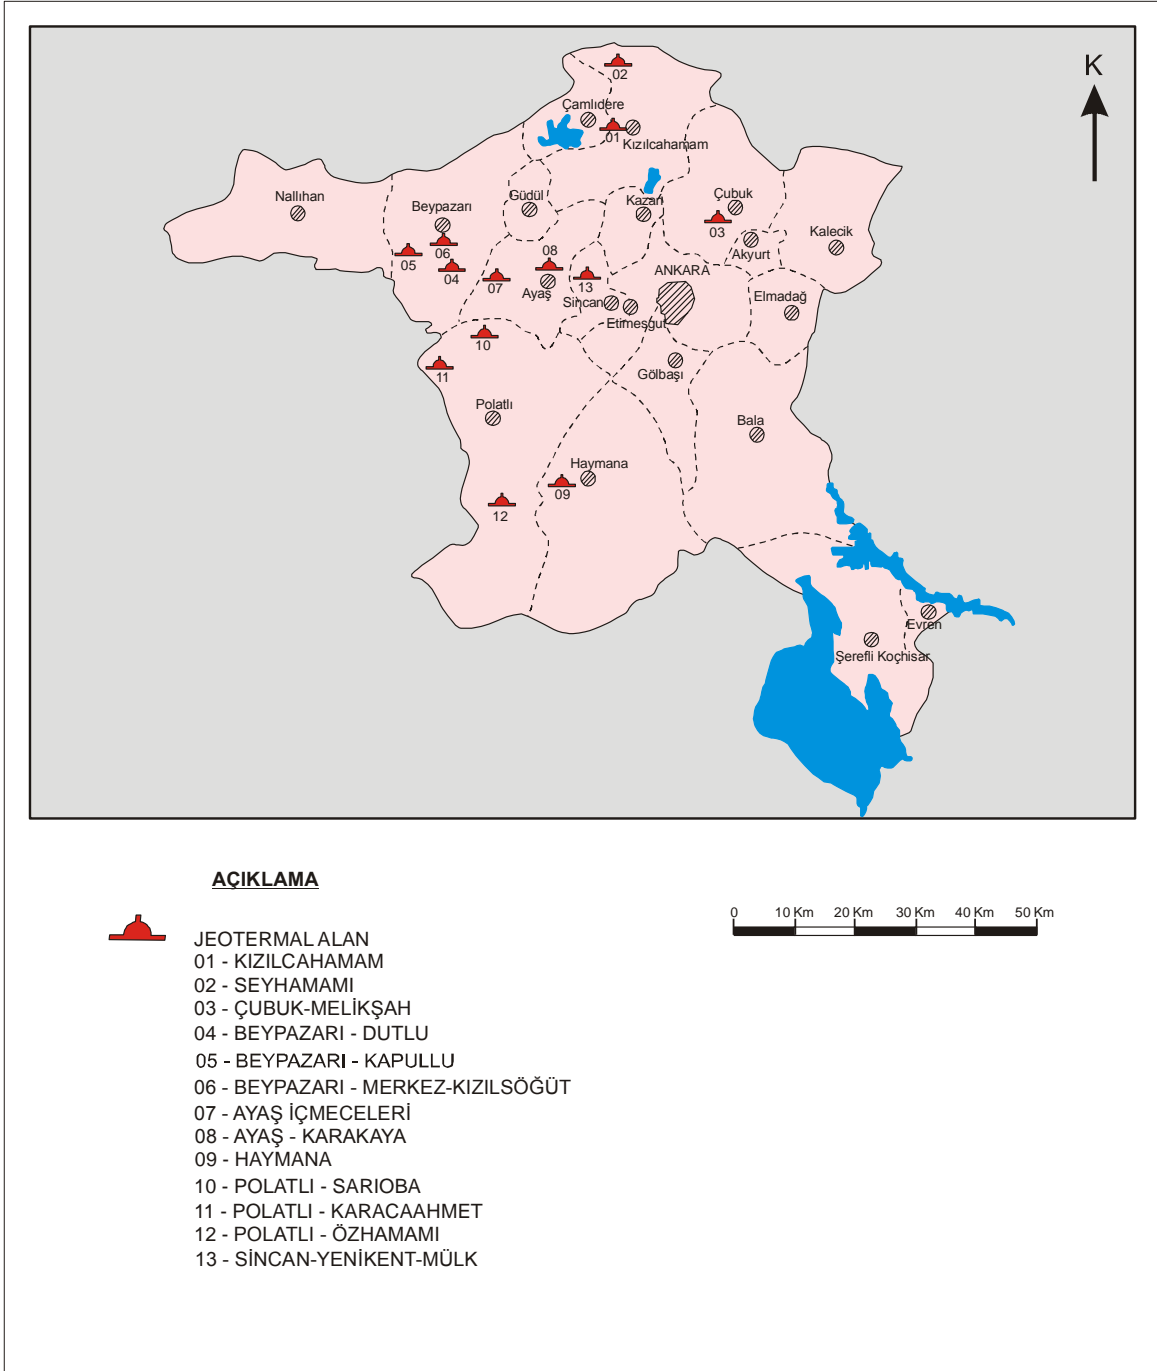 K
02
Çamlıdere
01
Kızılcahamam
Nallıhan
Beypazarı
Güdül
Kazan
Çubuk
03
Akyurt
Kalecik
05
06
04
07
08
Ayaş
13
ANKARA
Sincan
Etimesgut
Elmadağ
10
11
Gölbaşı
Polatlı
Bala
Haymana
09
12
Evren
Şerefli Koçhisar
AÇIKLAMA
0 10 Km 20 Km 30 Km 40 Km 50 Km
JEOTERMAL ALAN
01 - KIZILCAHAMAM
02 - SEYHAMAMI
03 - ÇUBUK-MELİKŞAH
04 - BEYPAZARI - DUTLU
05 - BEYPAZARI - KAPULLU
06 - BEYPAZARI - MERKEZ-KIZILSÖĞÜT
07 - AYAŞ İÇMECELERİ
08 - AYAŞ - KARAKAYA
09 - HAYMANA
10 - POLATLI - SARIOBA
11 - POLATLI - KARACAAHMET
12 - POLATLI - ÖZHAMAMI
13 - SİNCAN-YENİKENT-MÜLK